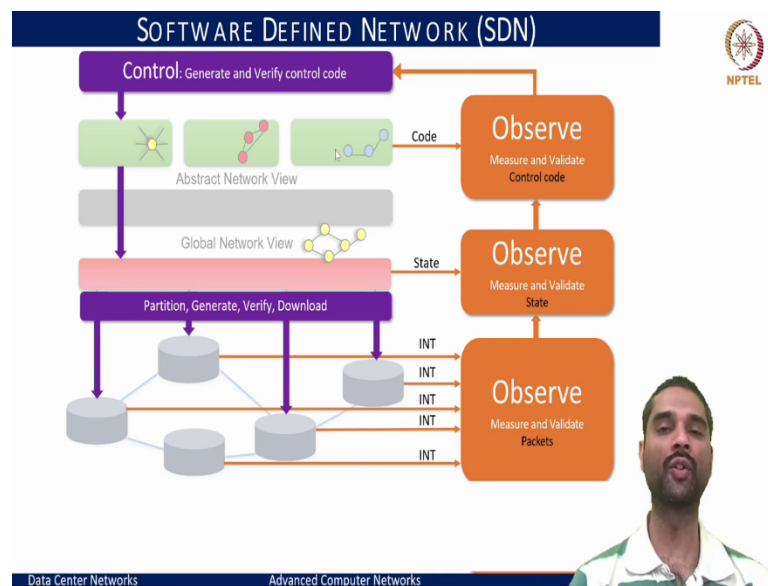 SOFTWARE DEFINED NETWORK (SDN)
NPTEL
Control: Generate and Verify control code
Code
Observe
Measure and Validate
Control code
Abstract Network View
Global Network View
State
Observe
Measure and Validate
State
Partition, Generate, Verify, Download
INT
INT
INT
INT
INT
Observe
Measure and Validate
Packets
Data Center Networks
Advanced Computer Networks